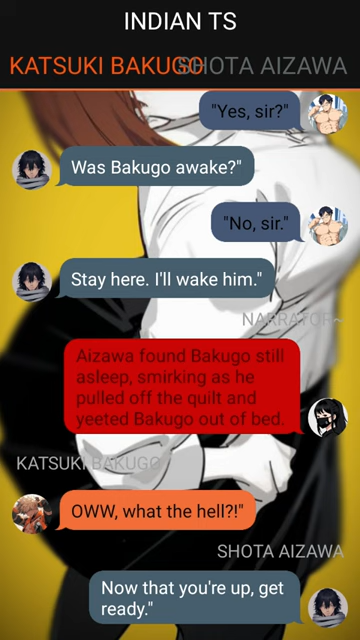 INDIAN TS
KATSUKI BAKUGO SHOTA AIZAWA
"Yes, sir?"
Was Bakugo awake?"
"No, sir."
Stay here. I'll wake him."
NARRATOR~
Aizawa found Bakugo still
asleep, smirking as he
pulled off the quilt and
yeeted Bakugo out of bed.
KATSUKI BAKUGO
OWW, what the hell?!"
SHOTA AIZAWA
Now that you're up, get
ready."